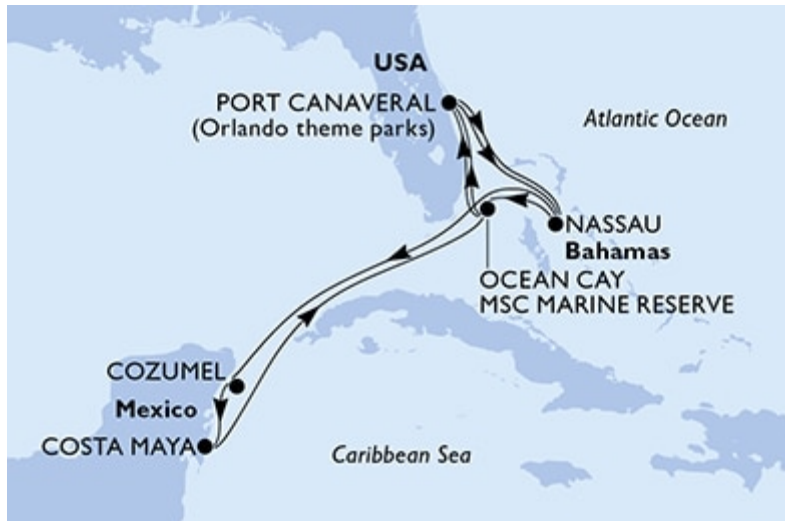 USA
PORT CANAVERAL
(Orlando theme parks)
Atlantic Ocean
NASSAU
Bahamas
OCEAN CAY
MSC MARINE RESERVE
COZUMEL
Mexico
COSTA MAYA
Caribbean Sea